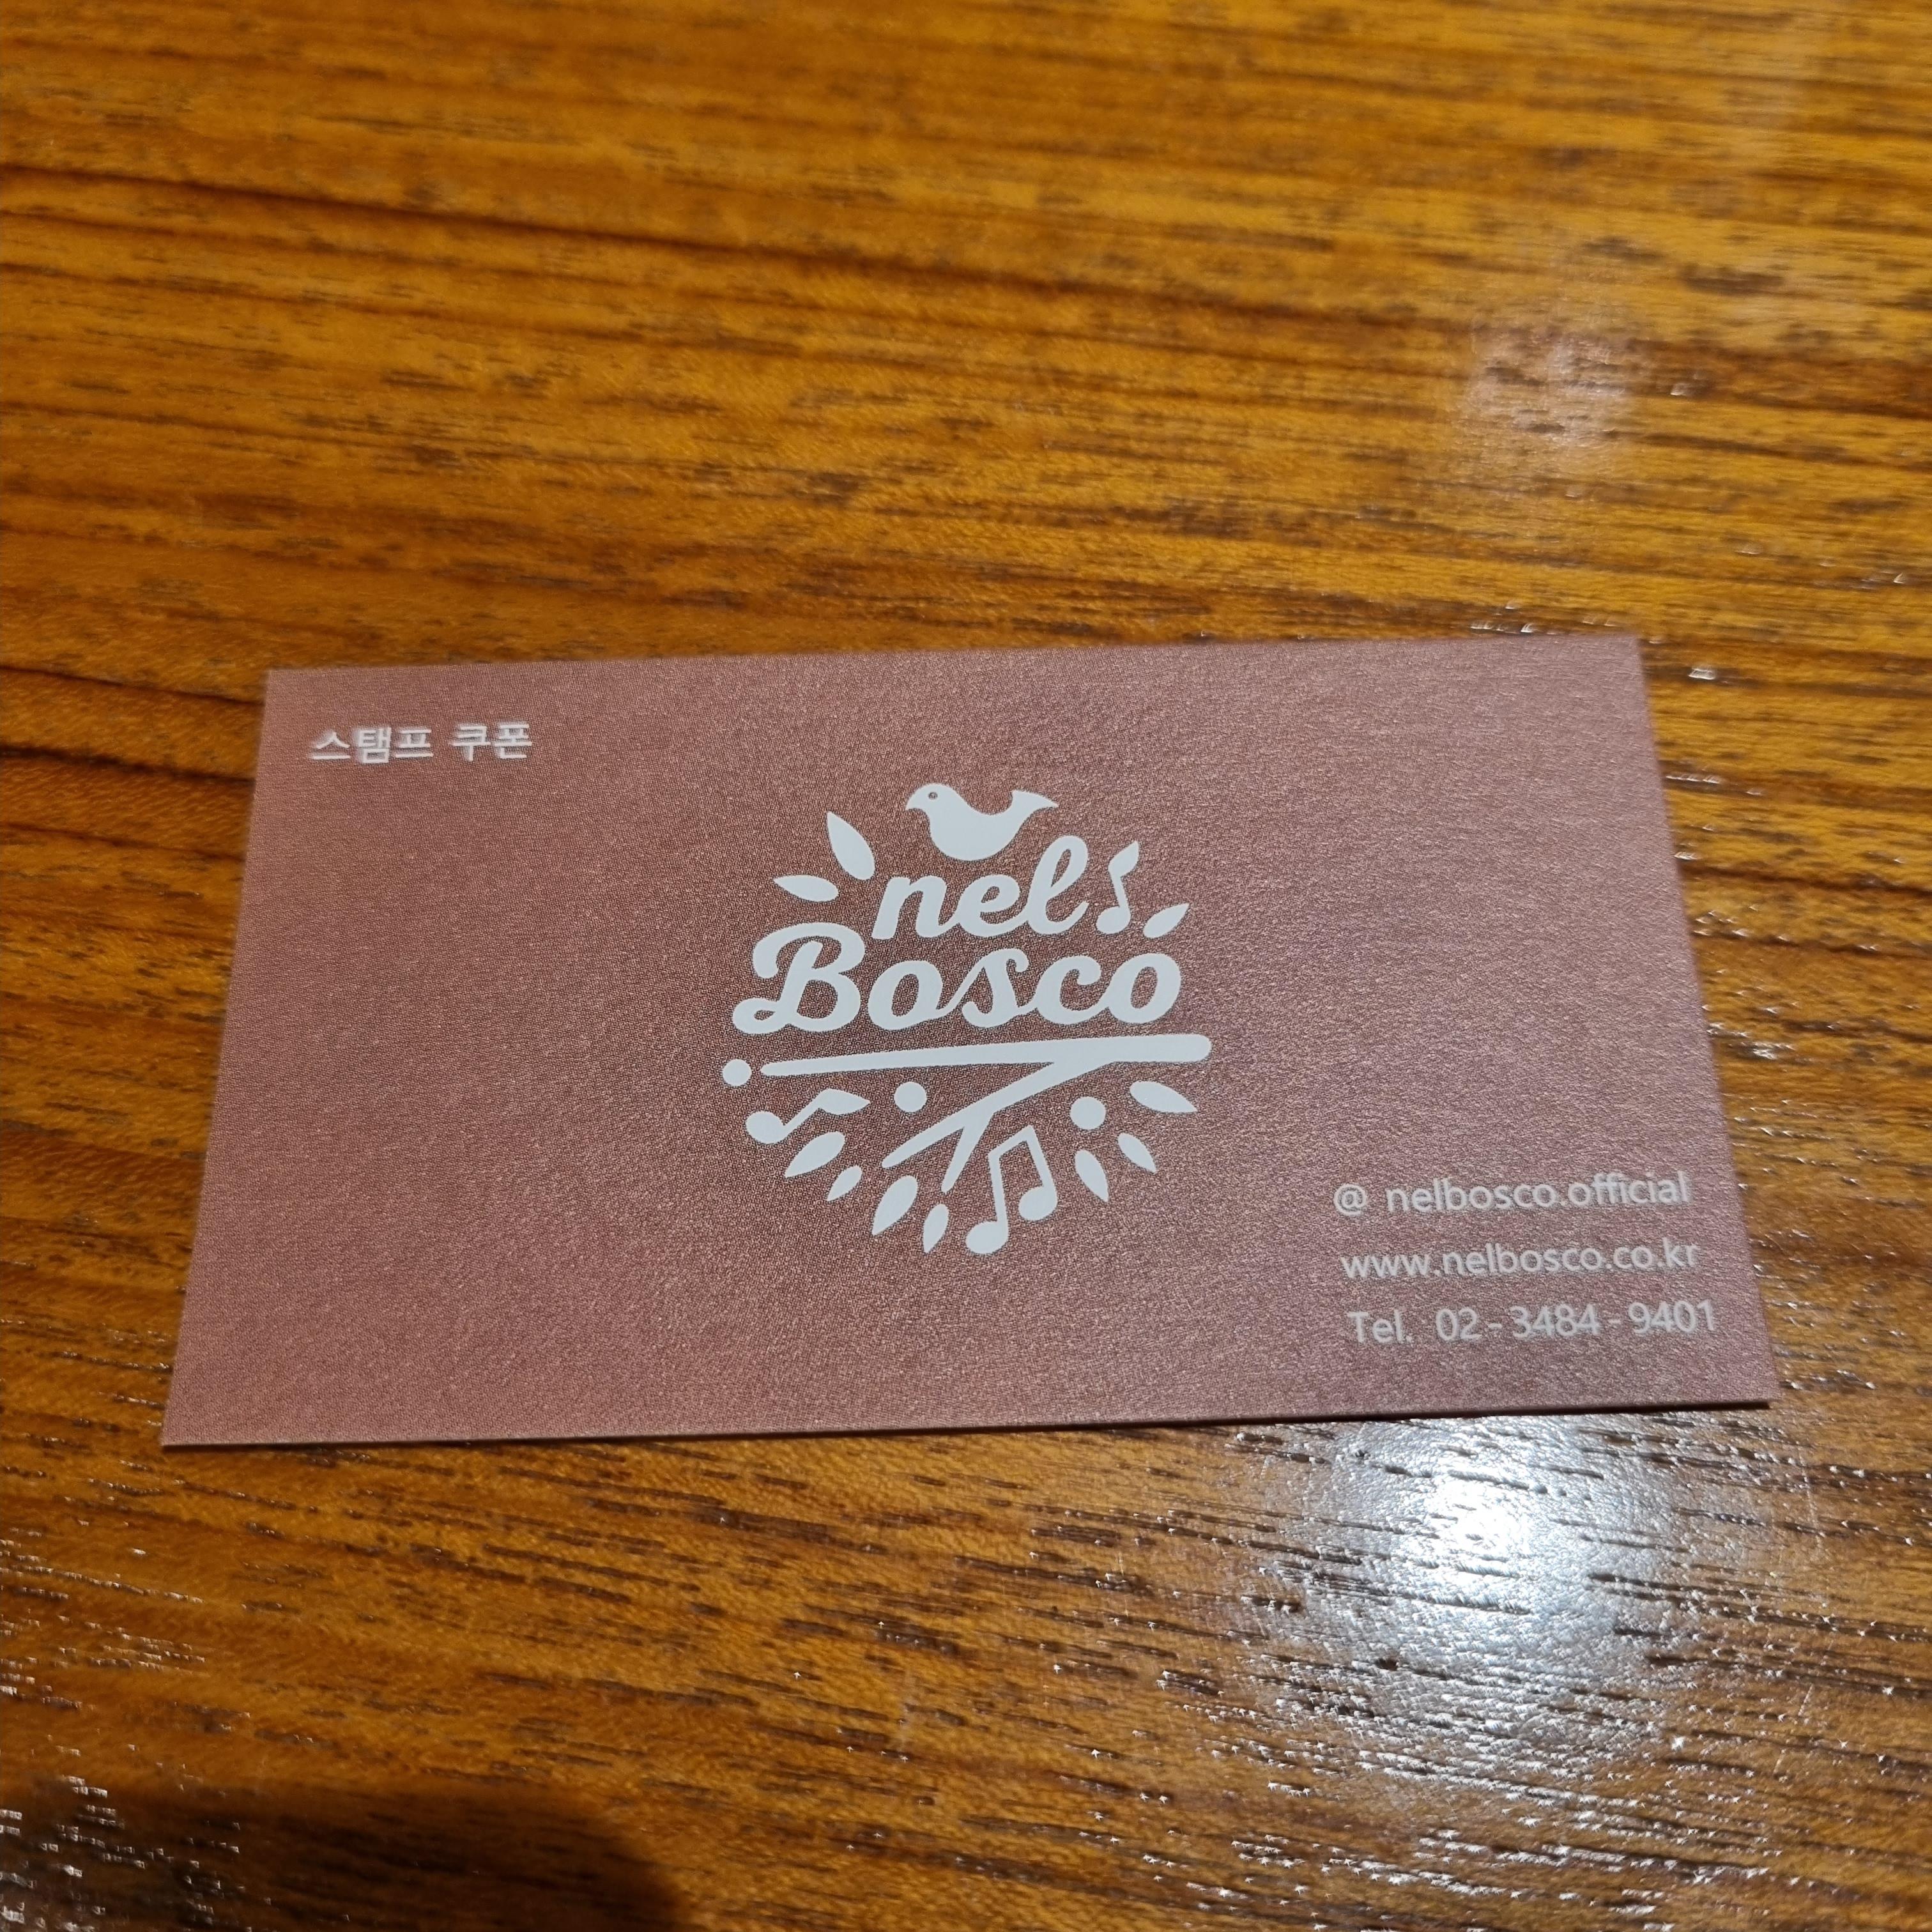 스탬프 쿠폰
nel
Bosco
@ nelbosco.official
www.nelbosco.co.kr
Tel. 02-3484-9401